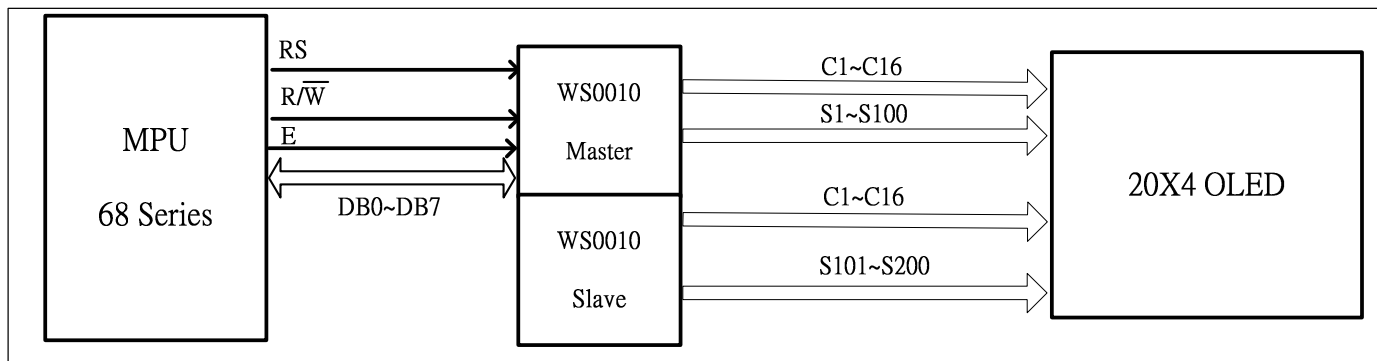 MPU
68 Series
RS
R/W̅
E
DB0~DB7
WS0010
Master
WS0010
Slave
C1~C16
S1~S100
C1~C16
S101~S200
20X4 OLED